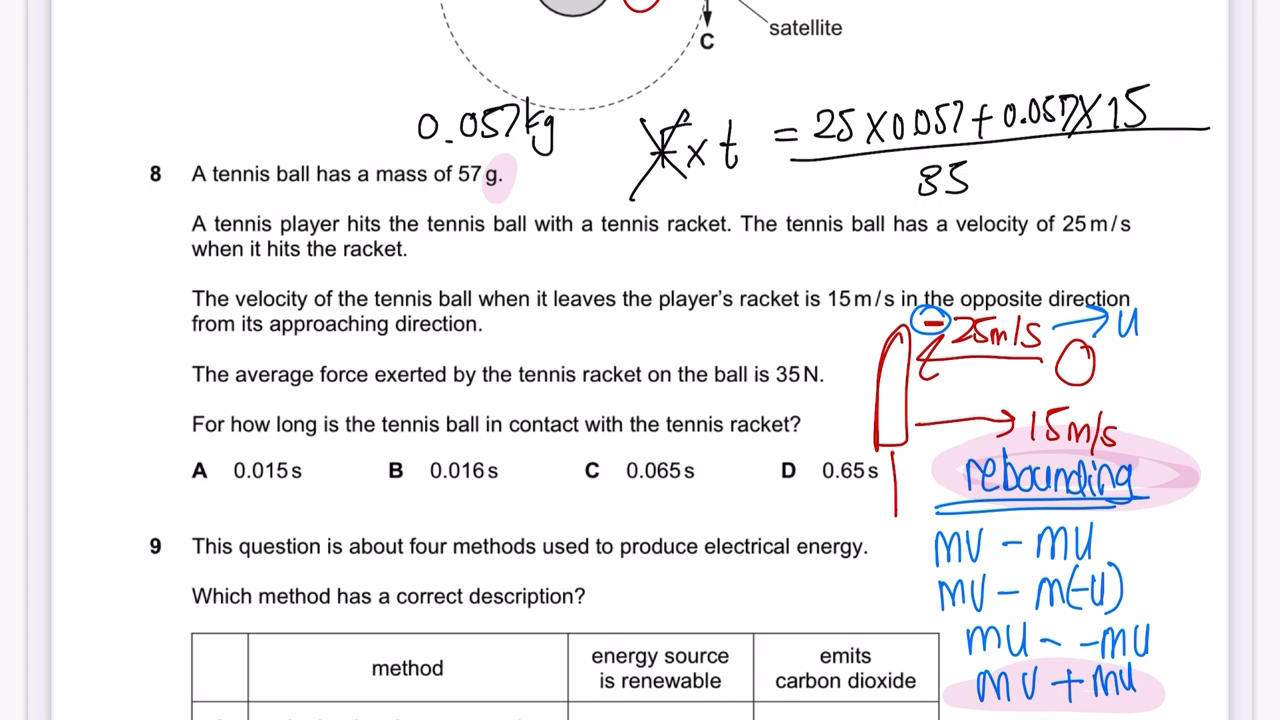 satellite
C
0.057kg
F x t = 25 X 0.057 + 0.057 X 15
35
8 A tennis ball has a mass of 57 g.
A tennis player hits the tennis ball with a tennis racket. The tennis ball has a velocity of 25 m / s
when it hits the racket.
The velocity of the tennis ball when it leaves the player's racket is 15 m / s in the opposite direction
from its approaching direction.
- 25m/s → u
The average force exerted by the tennis racket on the ball is 35 N.
For how long is the tennis ball in contact with the tennis racket?
→ 15m/s
A 0.015 s B 0.016 s C 0.065 s D 0.65 s
rebounding
9 This question is about four methods used to produce electrical energy.
mv - mu
Which method has a correct description?
mv - m(-u)
mu - -mu
mv + mu
method
energy source
is renewable
emits
carbon dioxide